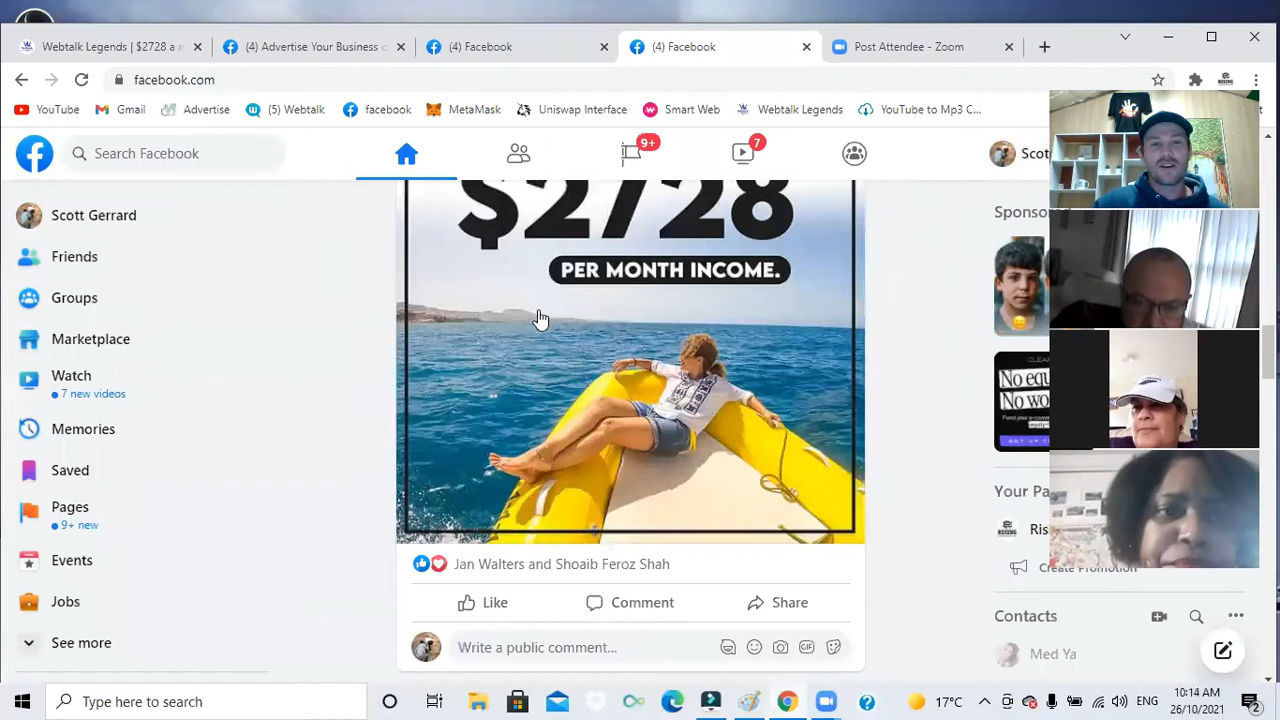 Webtalk Legends | $2728 a
(4) Advertise Your Business
(4) Facebook
(4) Facebook
Post Attendee - Zoom
facebook.com
YouTube
Gmail
Advertise
(5) Webtalk
facebook
MetaMask
Uniswap Interface
Smart Web
Webtalk Legends
YouTube to Mp3 C...
Search Facebook
9+
7
Scot
Scott Gerrard
Friends
Groups
Marketplace
Watch
7 new videos
Memories
Saved
Pages
9+ new
Events
Jobs
See more
$2728
PER MONTH INCOME.
Jan Walters and Shoaib Feroz Shah
Like
Comment
Share
Write a public comment...
GIF
Sponso
No
No wo
Your Pa
Ris
Create Promotion
Contacts
Med Ya
Type here to search
17°C
ENG
10:14 AM
26/10/2021
2